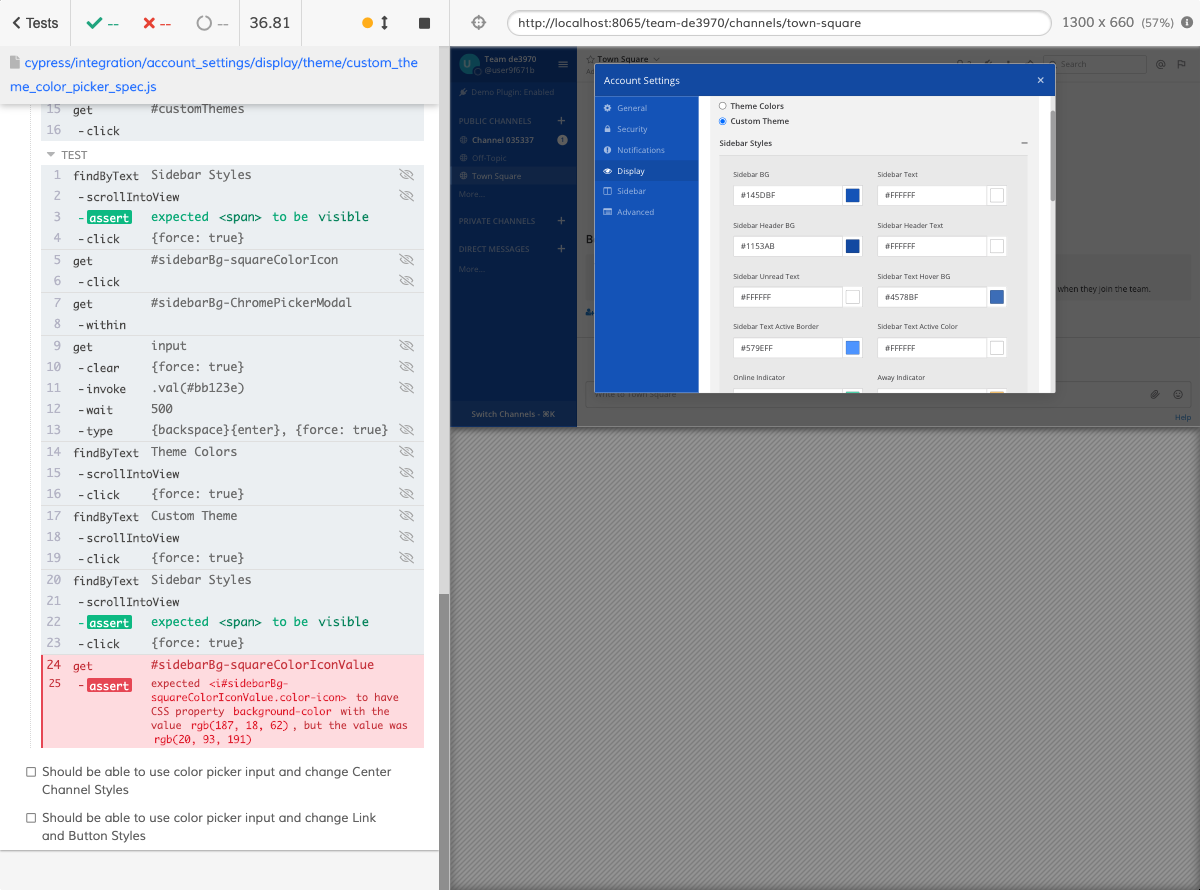 Tests
--
--
--
36.81
http://localhost:8065/team-de3970/channels/town-square
1300 x 660 (57%)
cypress/integration/account_settings/display/theme/custom_the
me_color_picker_spec.js
15 get #customThemes
16 -click
TEST
1 findByText Sidebar Styles
2 -scrollIntoView
3 -assert expected <span> to be visible
4 -click {force: true}
5 get #sidebarBg-squareColorIcon
6 -click
7 get #sidebarBg-ChromePickerModal
8 -within
9 get input
10 -clear {force: true}
11 -invoke .val(#bb123e)
12 -wait 500
13 -type {backspace}{enter}, {force: true}
14 findByText Theme Colors
15 -scrollIntoView
16 -click {force: true}
17 findByText Custom Theme
18 -scrollIntoView
19 -click {force: true}
20 findByText Sidebar Styles
21 -scrollIntoView
22 -assert expected <span> to be visible
23 -click {force: true}
24 get #sidebarBg-squareColorIconValue
25 -assert expected <i#sidebarBg-
squareColorIconValue.color-icon> to have
CSS property background-color with the
value rgb(187, 18, 62), but the value was
rgb(20, 93, 191)
Should be able to use color picker input and change Center
Channel Styles
Should be able to use color picker input and change Link
and Button Styles
U
Team de3970
@user9f671b
Demo Plugin: Enabled
PUBLIC CHANNELS +
Channel 035337 1
Off-Topic
Town Square
More...
PRIVATE CHANNELS +
DIRECT MESSAGES +
More...
Switch Channels - ⌘K
Town Square
Search
@
when they join the team.
Write to Town Square
Help
Account Settings ×
General
Security
Notifications
Display
Sidebar
Advanced
Theme Colors
Custom Theme
Sidebar Styles
Sidebar BG Sidebar Text
#145DBF #FFFFFF
Sidebar Header BG Sidebar Header Text
#1153AB #FFFFFF
Sidebar Unread Text Sidebar Text Hover BG
#FFFFFF #4578BF
Sidebar Text Active Border Sidebar Text Active Color
#579EFF #FFFFFF
Online Indicator Away Indicator